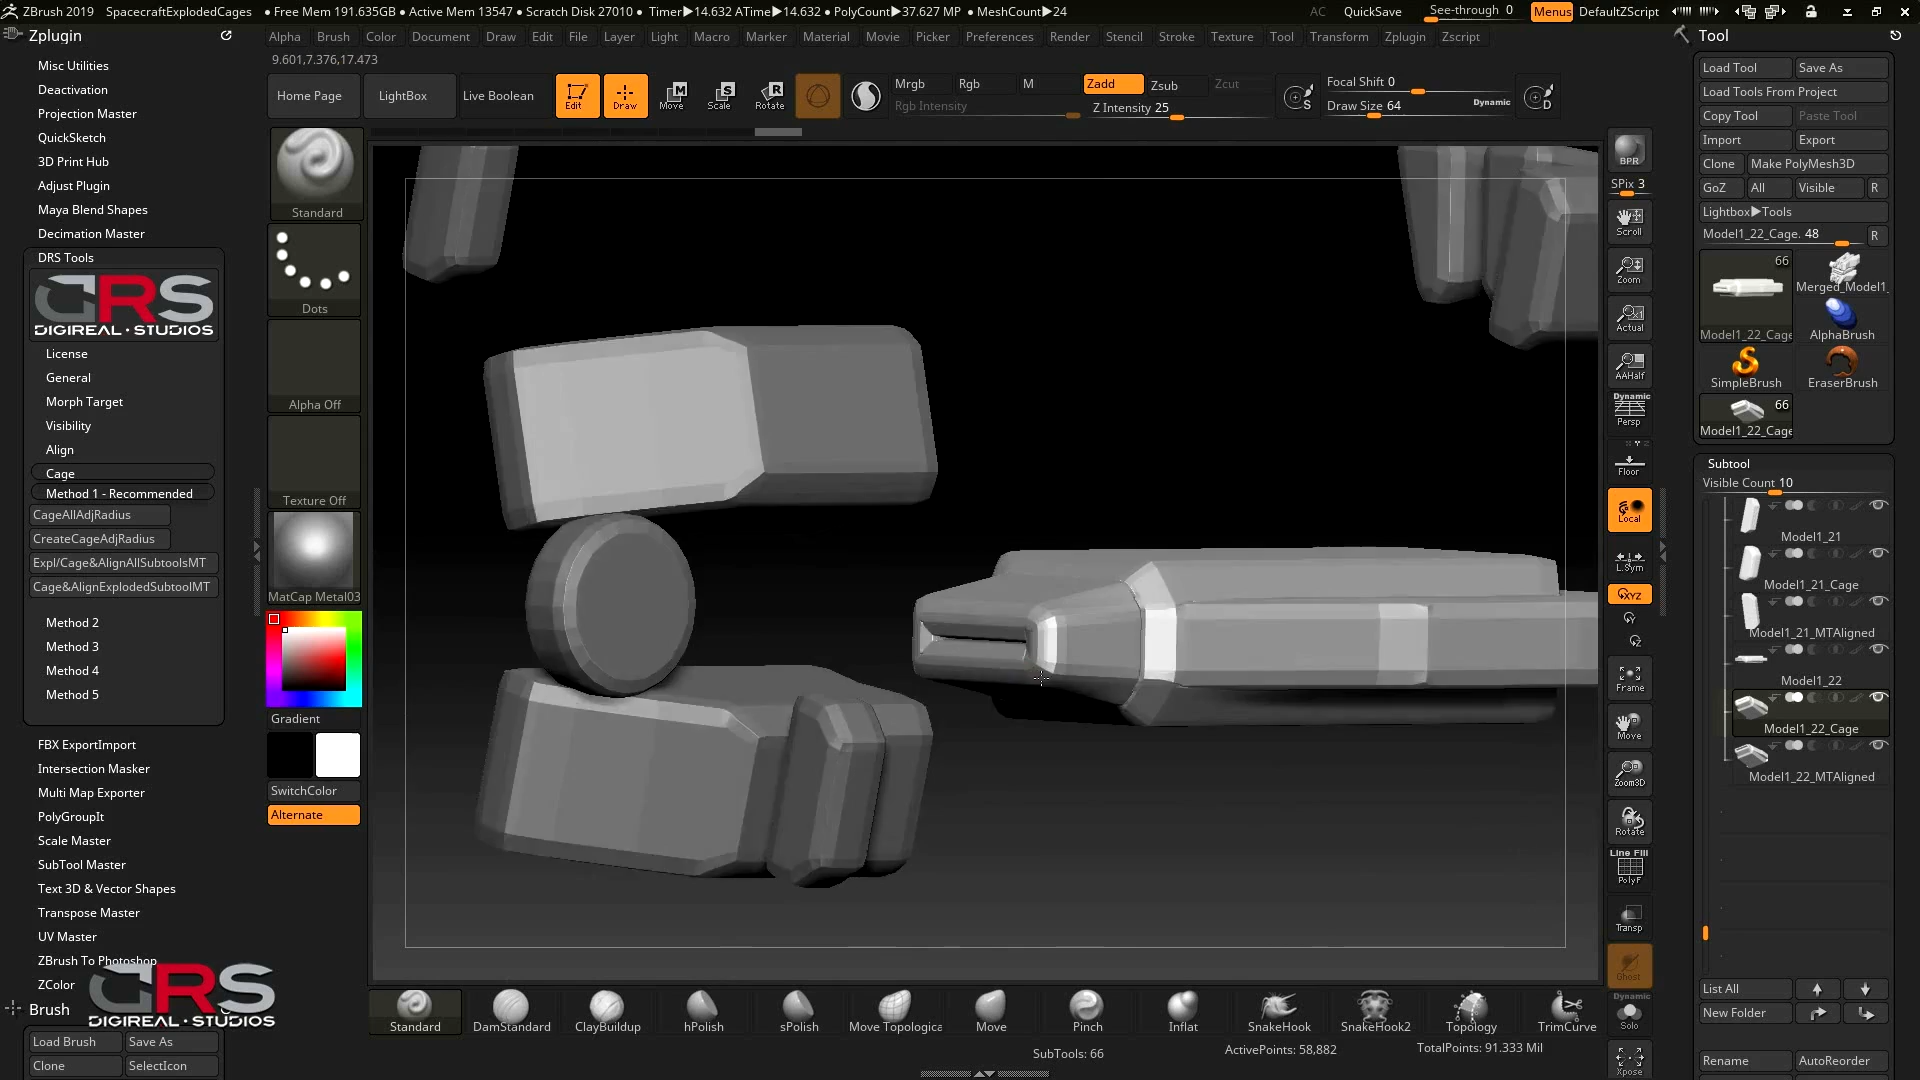 ZBrush 2019 SpacecraftExplodedCages ● Free Mem 191.635GB ● Active Mem 13547 ● Scratch Disk 27010 ● Timer▶14.632 ATime▶14.632 ● PolyCount▶37.627 MP ● MeshCount▶24 AC QuickSave See-through 0 Menus DefaultZScript
Zplugin
Alpha Brush Color Document Draw Edit File Layer Light Macro Marker Material Movie Picker Preferences Render Stencil Stroke Texture Tool Transform Zplugin Zscript
Tool
9.601,7.376,17.473
Misc Utilities
Deactivation
Projection Master
QuickSketch
3D Print Hub
Adjust Plugin
Maya Blend Shapes
Decimation Master
DRS Tools
DRS
DIGIREAL·STUDIOS
License
General
Morph Target
Visibility
Align
Cage
Method 1 - Recommended
CageAllAdjRadius
CreateCageAdjRadius
Expl/Cage&AlignAllSubtoolsMT
Cage&AlignExplodedSubtoolMT
Method 2
Method 3
Method 4
Method 5
FBX ExportImport
Intersection Masker
Multi Map Exporter
PolyGroupIt
Scale Master
SubTool Master
Text 3D & Vector Shapes
Transpose Master
UV Master
ZBrush To Photoshop
ZColor
DRS
DIGIREAL·STUDIOS
Brush
Load Brush Save As
Clone SelectIcon
Home Page LightBox Live Boolean Edit Draw Move Scale Rotate
Mrgb Rgb M Zadd Zsub Zcut
Rgb Intensity Z Intensity 25
S
Focal Shift 0
Draw Size 64 Dynamic
D
Standard
Dots
Alpha Off
Texture Off
MatCap Metal03
Gradient
SwitchColor
Alternate
BPR
SPix 3
Scroll
Zoom
Actual
AAHalf
Dynamic
Persp
Floor
Local
L.Sym
XYZ
Frame
Move
Zoom3D
Rotate
Line Fill
PolyF
Transp
Ghost
Dynamic
Solo
Xpose
Load Tool Save As
Load Tools From Project
Copy Tool Paste Tool
Import Export
Clone Make PolyMesh3D
GoZ All Visible R
Lightbox▶Tools
Model1_22_Cage. 48 R
66
Merged_Model1_
Model1_22_Cage AlphaBrush
SimpleBrush EraserBrush
66
Model1_22_Cage
Subtool
Visible Count 10
Model1_21
Model1_21_Cage
Model1_21_MTAligned
Model1_22
Model1_22_Cage
Model1_22_MTAligned
List All
New Folder
Rename AutoReorder
Standard DamStandard ClayBuildup hPolish sPolish Move Topologica Move Pinch Inflat SnakeHook SnakeHook2 Topology TrimCurve
SubTools: 66 ActivePoints: 58,882 TotalPoints: 91.333 Mil